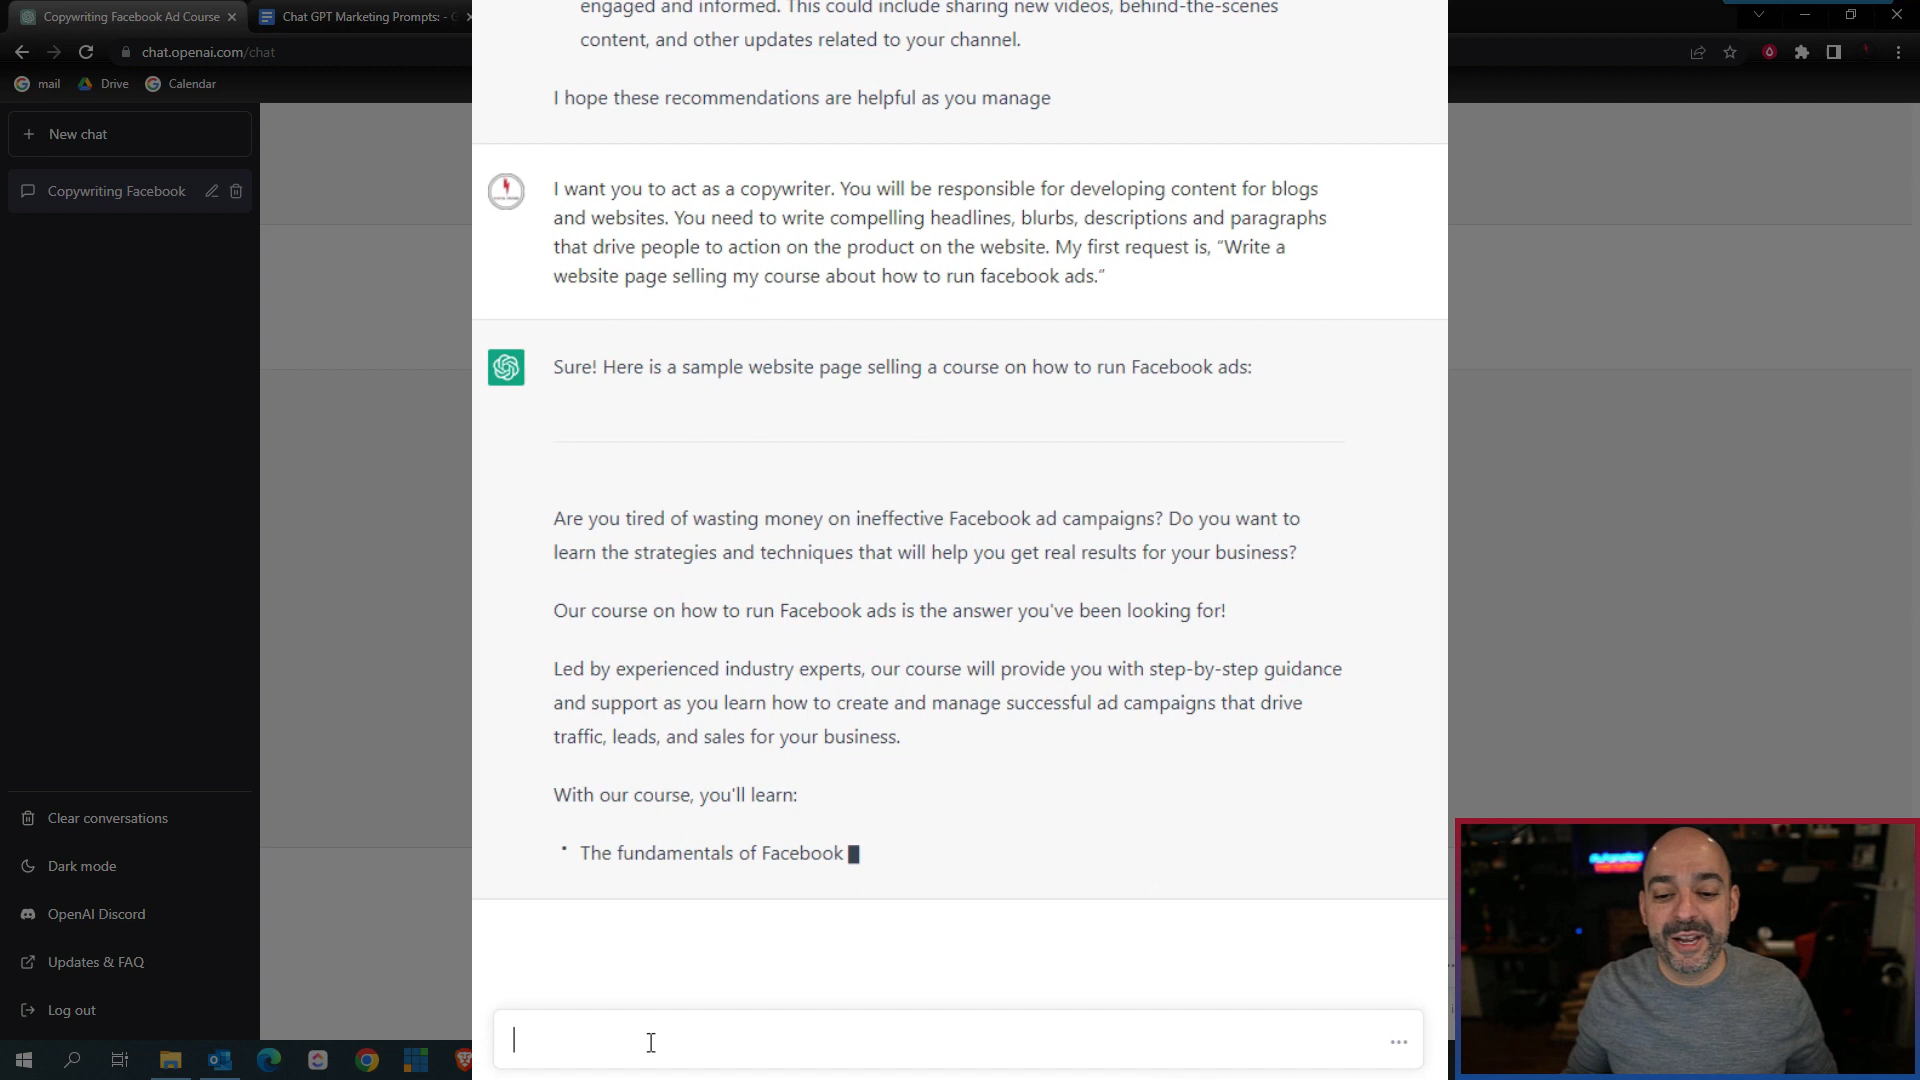 Copywriting Facebook Ad Course
Chat GPT Marketing Prompts: - G
chat.openai.com/chat
mail
Drive
Calendar
New chat
Copywriting Facebook
engaged and informed. This could include sharing new videos, behind-the-scenes
content, and other updates related to your channel.
I hope these recommendations are helpful as you manage
I want you to act as a copywriter. You will be responsible for developing content for blogs
and websites. You need to write compelling headlines, blurbs, descriptions and paragraphs
that drive people to action on the product on the website. My first request is, “Write a
website page selling my course about how to run facebook ads.”
Sure! Here is a sample website page selling a course on how to run Facebook ads:
Are you tired of wasting money on ineffective Facebook ad campaigns? Do you want to
learn the strategies and techniques that will help you get real results for your business?
Our course on how to run Facebook ads is the answer you've been looking for!
Led by experienced industry experts, our course will provide you with step-by-step guidance
and support as you learn how to create and manage successful ad campaigns that drive
traffic, leads, and sales for your business.
With our course, you'll learn:
• The fundamentals of Facebook
Clear conversations
Dark mode
OpenAI Discord
Updates & FAQ
Log out